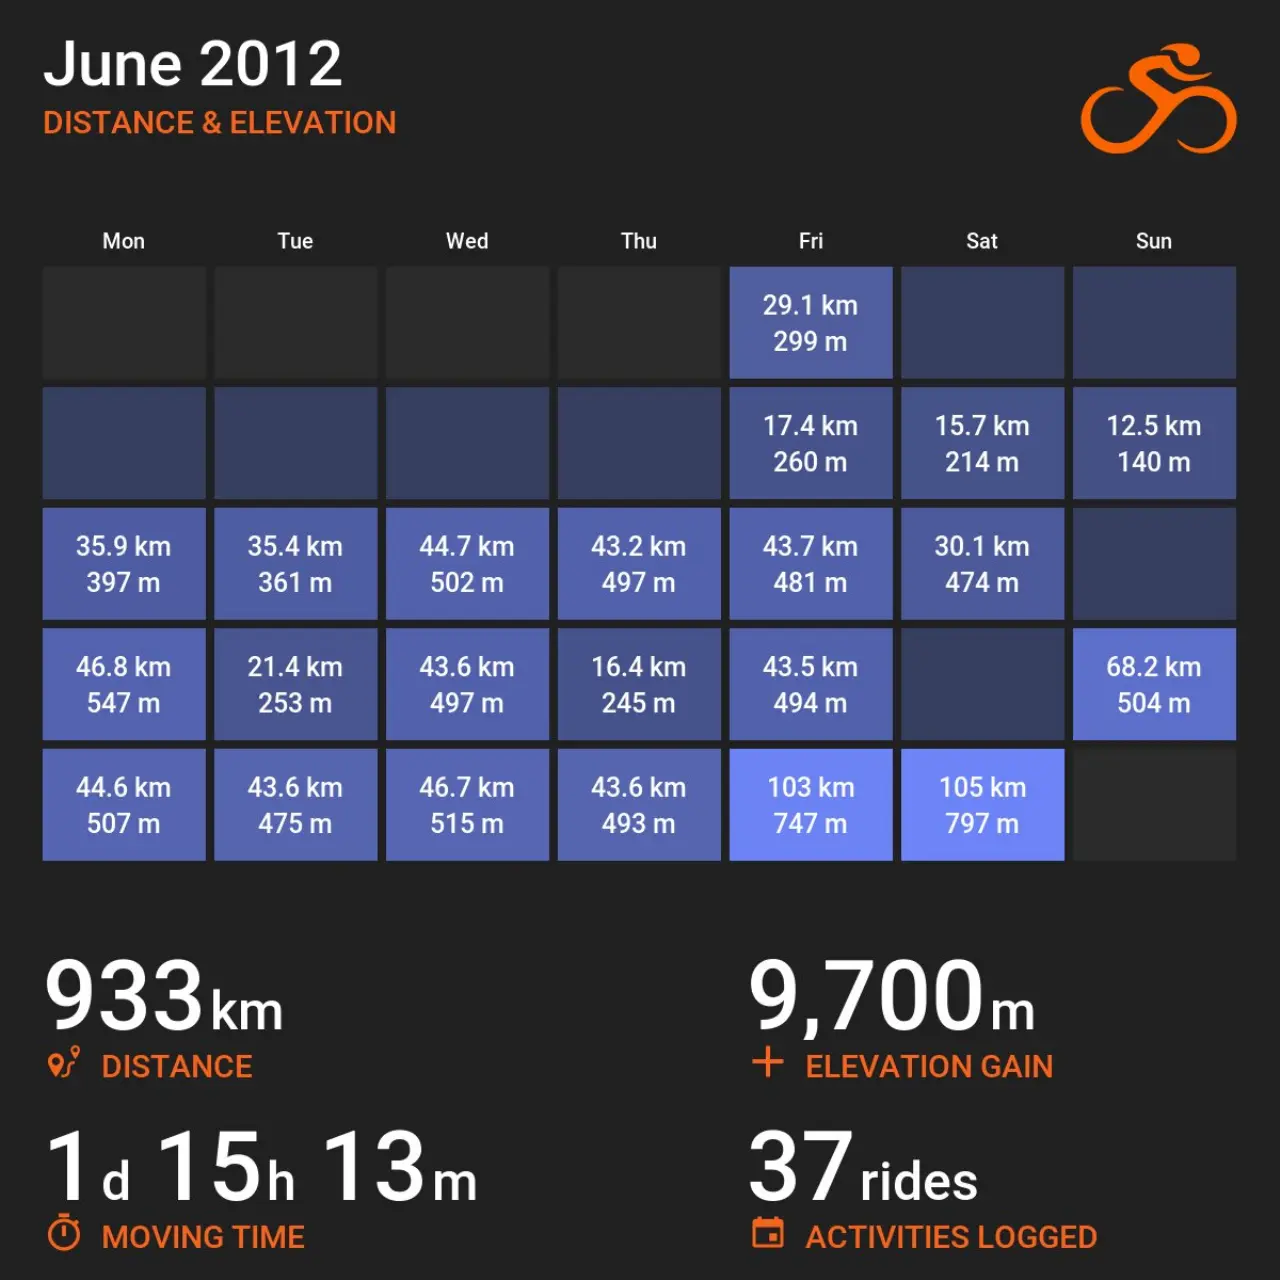 June 2012
DISTANCE & ELEVATION
Mon Tue Wed Thu Fri Sat Sun
29.1 km
299 m
17.4 km 15.7 km 12.5 km
260 m 214 m 140 m
35.9 km 35.4 km 44.7 km 43.2 km 43.7 km 30.1 km
397 m 361 m 502 m 497 m 481 m 474 m
46.8 km 21.4 km 43.6 km 16.4 km 43.5 km 68.2 km
547 m 253 m 497 m 245 m 494 m 504 m
44.6 km 43.6 km 46.7 km 43.6 km 103 km 105 km
507 m 475 m 515 m 493 m 747 m 797 m
933 km 9,700 m
DISTANCE ELEVATION GAIN
1d 15h 13m 37 rides
MOVING TIME ACTIVITIES LOGGED